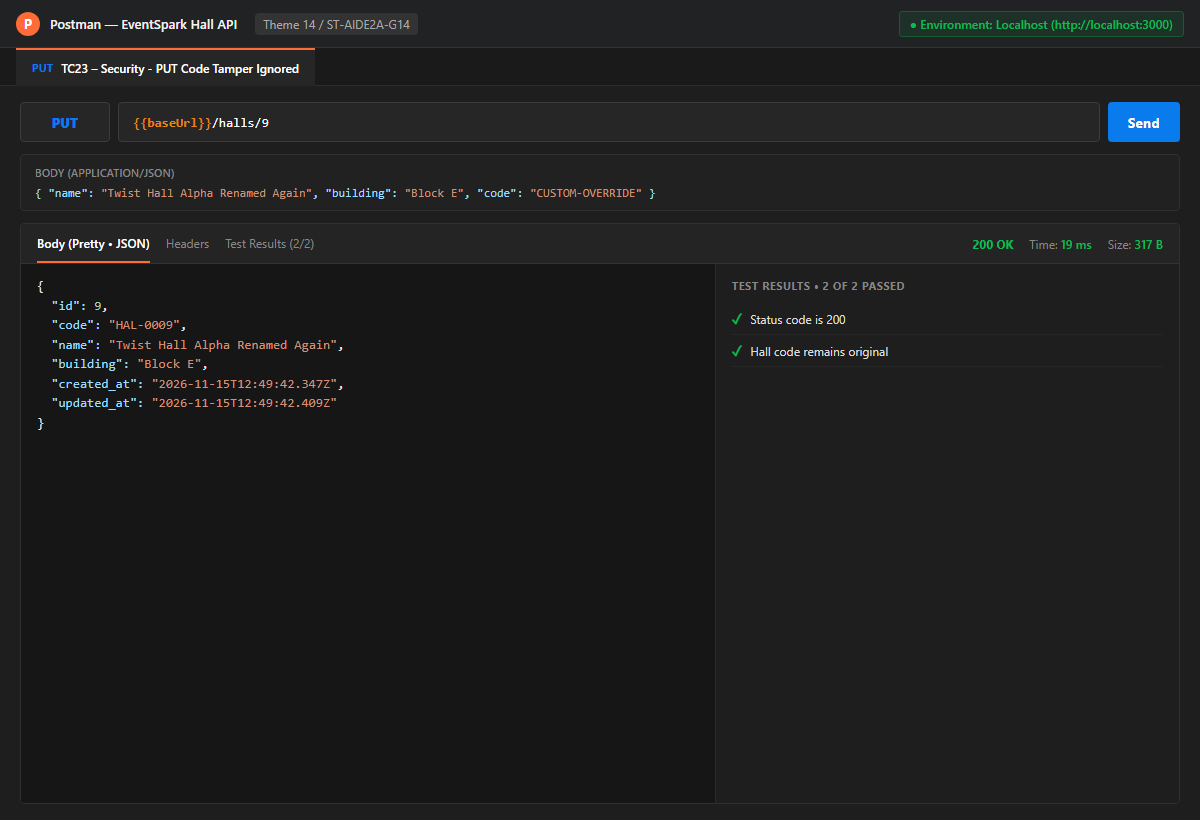 P Postman — EventSpark Hall API Theme 14 / ST-AIDE2A-G14 ● Environment: Localhost (http://localhost:3000)
PUT TC23 – Security - PUT Code Tamper Ignored
PUT {{baseUrl}}/halls/9 Send
BODY (APPLICATION/JSON)
{ "name": "Twist Hall Alpha Renamed Again", "building": "Block E", "code": "CUSTOM-OVERRIDE" }
Body (Pretty • JSON) Headers Test Results (2/2) 200 OK Time: 19 ms Size: 317 B
{
"id": 9,
"code": "HAL-0009",
"name": "Twist Hall Alpha Renamed Again",
"building": "Block E",
"created_at": "2026-11-15T12:49:42.347Z",
"updated_at": "2026-11-15T12:49:42.409Z"
}
TEST RESULTS • 2 OF 2 PASSED
✓ Status code is 200
✓ Hall code remains original